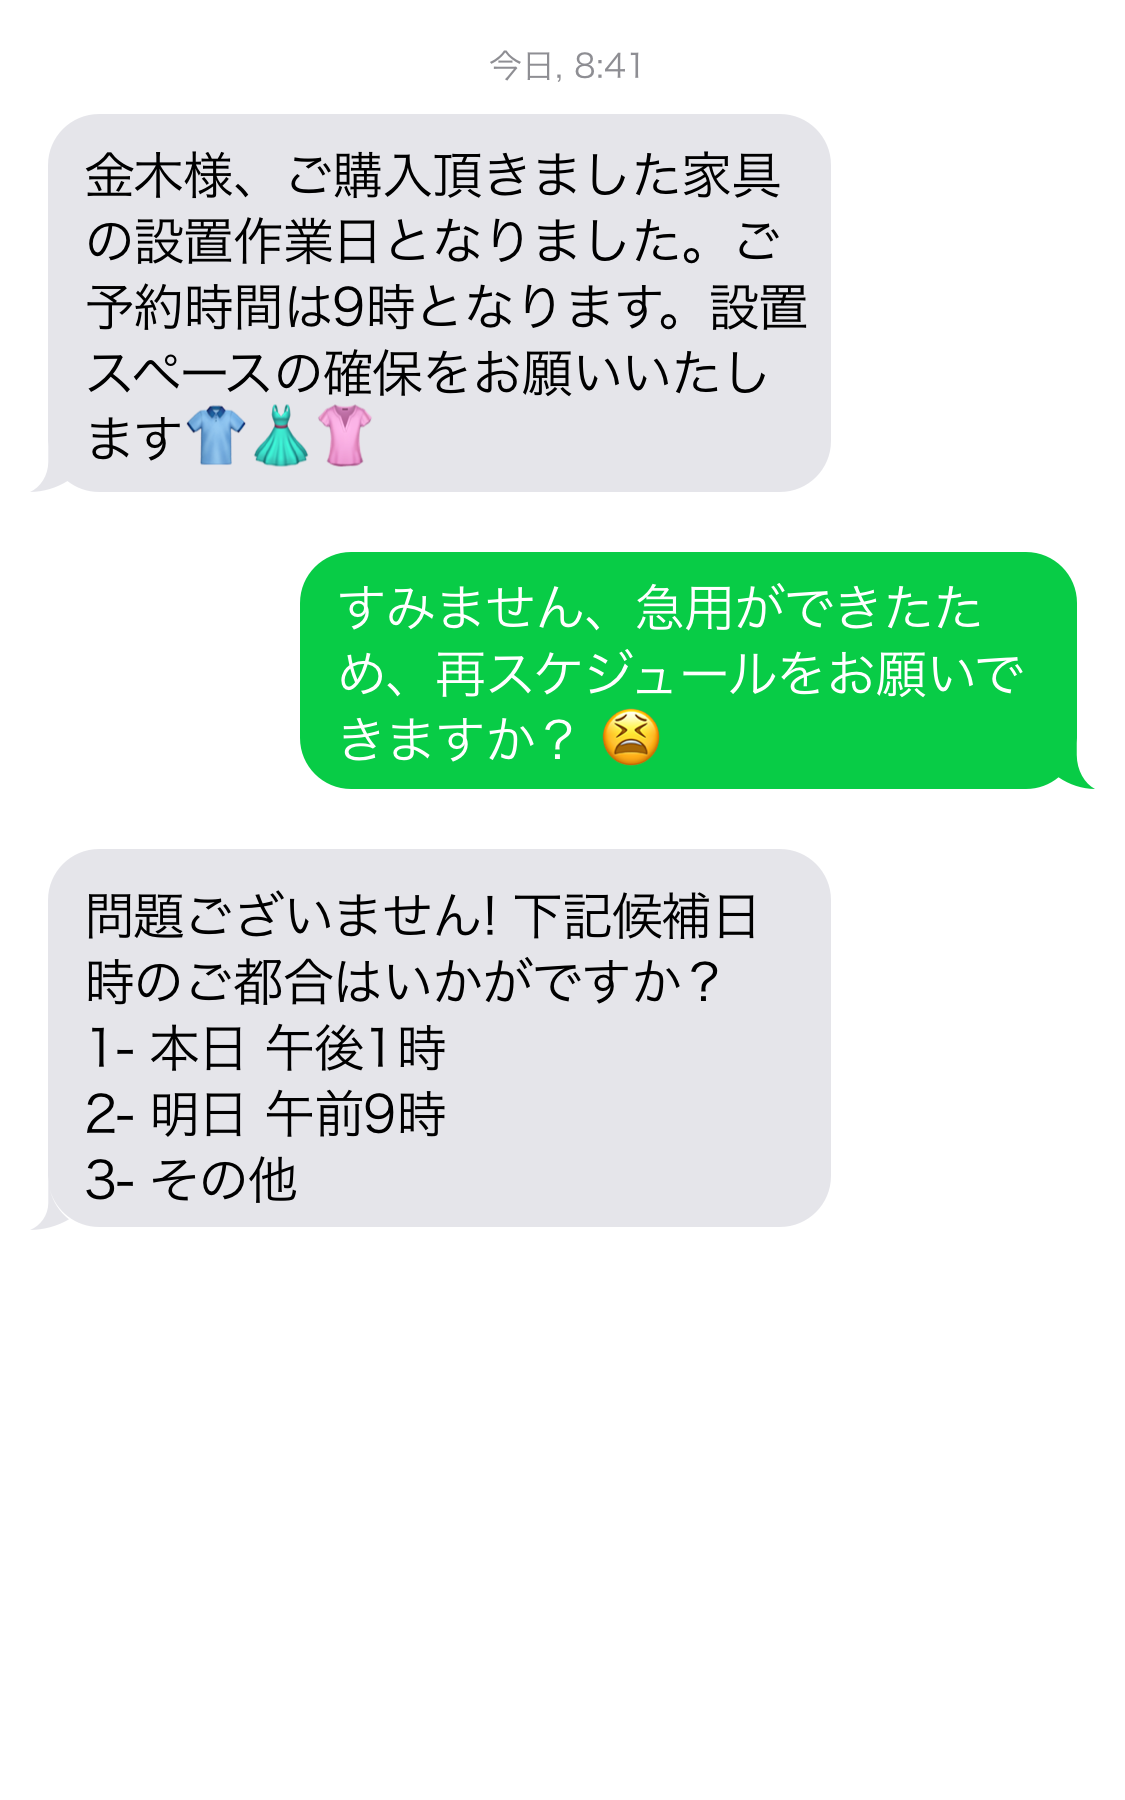 今日, 8:41
金木様、ご購入頂きました家具
の設置作業日となりました。ご
予約時間は9時となります。設置
スペースの確保をお願いいたし
ます👕👗👚
すみません、急用ができたた
め、再スケジュールをお願いで
きますか？ 😫
問題ございません! 下記候補日
時のご都合はいかがですか？
1- 本日 午後1時
2- 明日 午前9時
3- その他